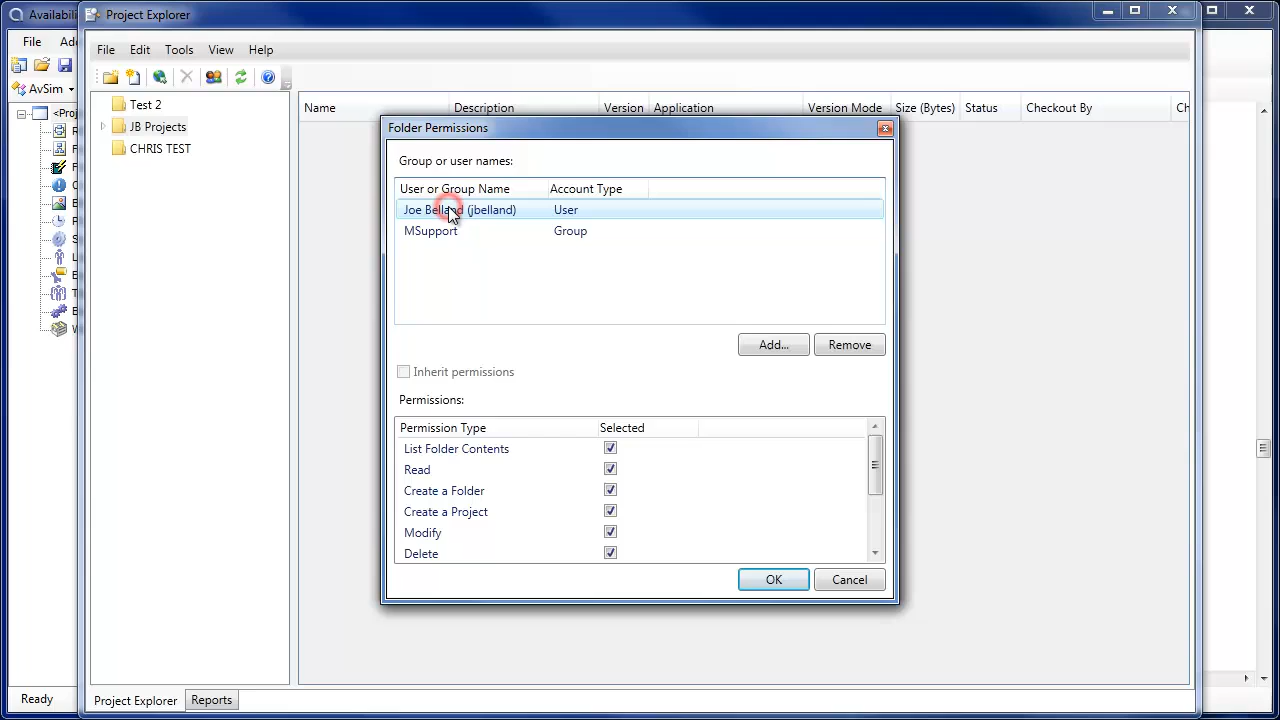 Availabili
Project Explorer
File
Ad
File Edit Tools View Help
AvSim
<Proj
Test 2
JB Projects
CHRIS TEST
Name Description Version Application Version Mode Size (Bytes) Status Checkout By Ch
Folder Permissions
Group or user names:
User or Group Name Account Type
Joe Belland (jbelland) User
MSupport Group
Add... Remove
Inherit permissions
Permissions:
Permission Type Selected
List Folder Contents
Read
Create a Folder
Create a Project
Modify
Delete
OK Cancel
Ready
Project Explorer Reports